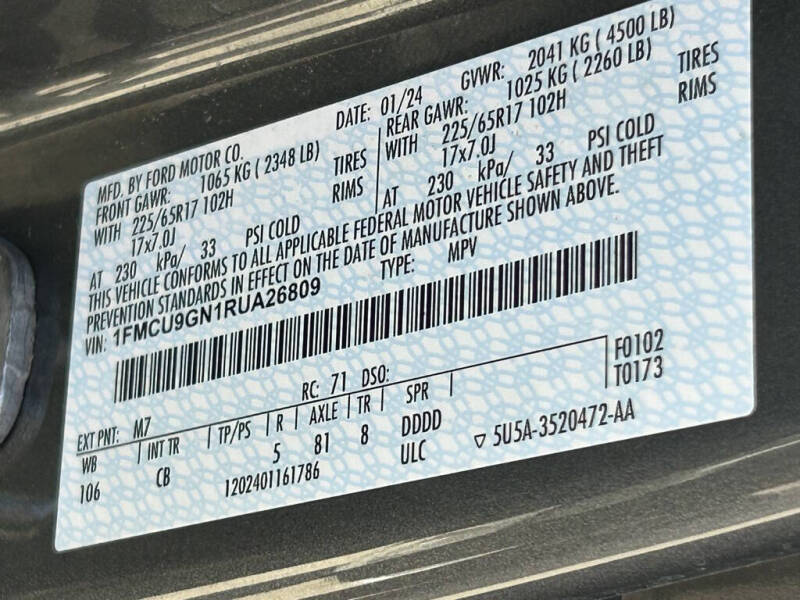 MFD. BY FORD MOTOR CO.
DATE: 01/24 GVWR: 2041 KG ( 4500 LB)
FRONT GAWR: 1065 KG ( 2348 LB)
WITH 225/65R17 102H TIRES
17x7.0J RIMS
AT 230 kPa/ 33 PSI COLD
REAR GAWR: 1025 KG ( 2260 LB)
WITH 225/65R17 102H TIRES
17x7.0J RIMS
AT 230 kPa/ 33 PSI COLD
THIS VEHICLE CONFORMS TO ALL APPLICABLE FEDERAL MOTOR VEHICLE SAFETY AND THEFT
PREVENTION STANDARDS IN EFFECT ON THE DATE OF MANUFACTURE SHOWN ABOVE.
VIN: 1FMCU9GN1RUA26809 TYPE: MPV
F0102
T0173
EXT PNT: M7 RC: 71 DSO:
WB INT TR TP/PS R AXLE TR SPR
106 CB 5 81 8 DDDD
1202401161786 ULC ▽ 5U5A-3520472-AA